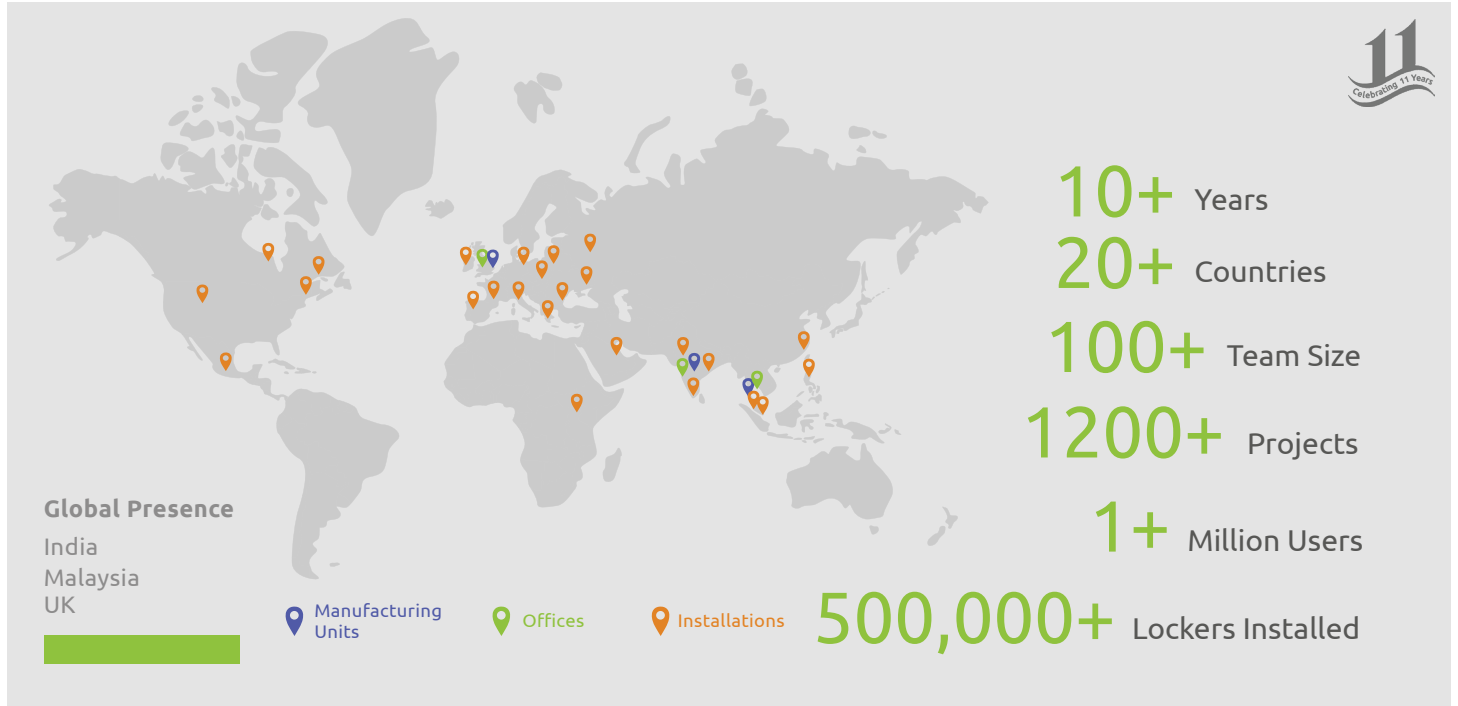 11
Celebrating 11 Years
10+ Years
20+ Countries
100+ Team Size
1200+ Projects
1+ Million Users
500,000+ Lockers Installed
Global Presence
India
Malaysia
UK
Manufacturing
Units
Offices
Installations